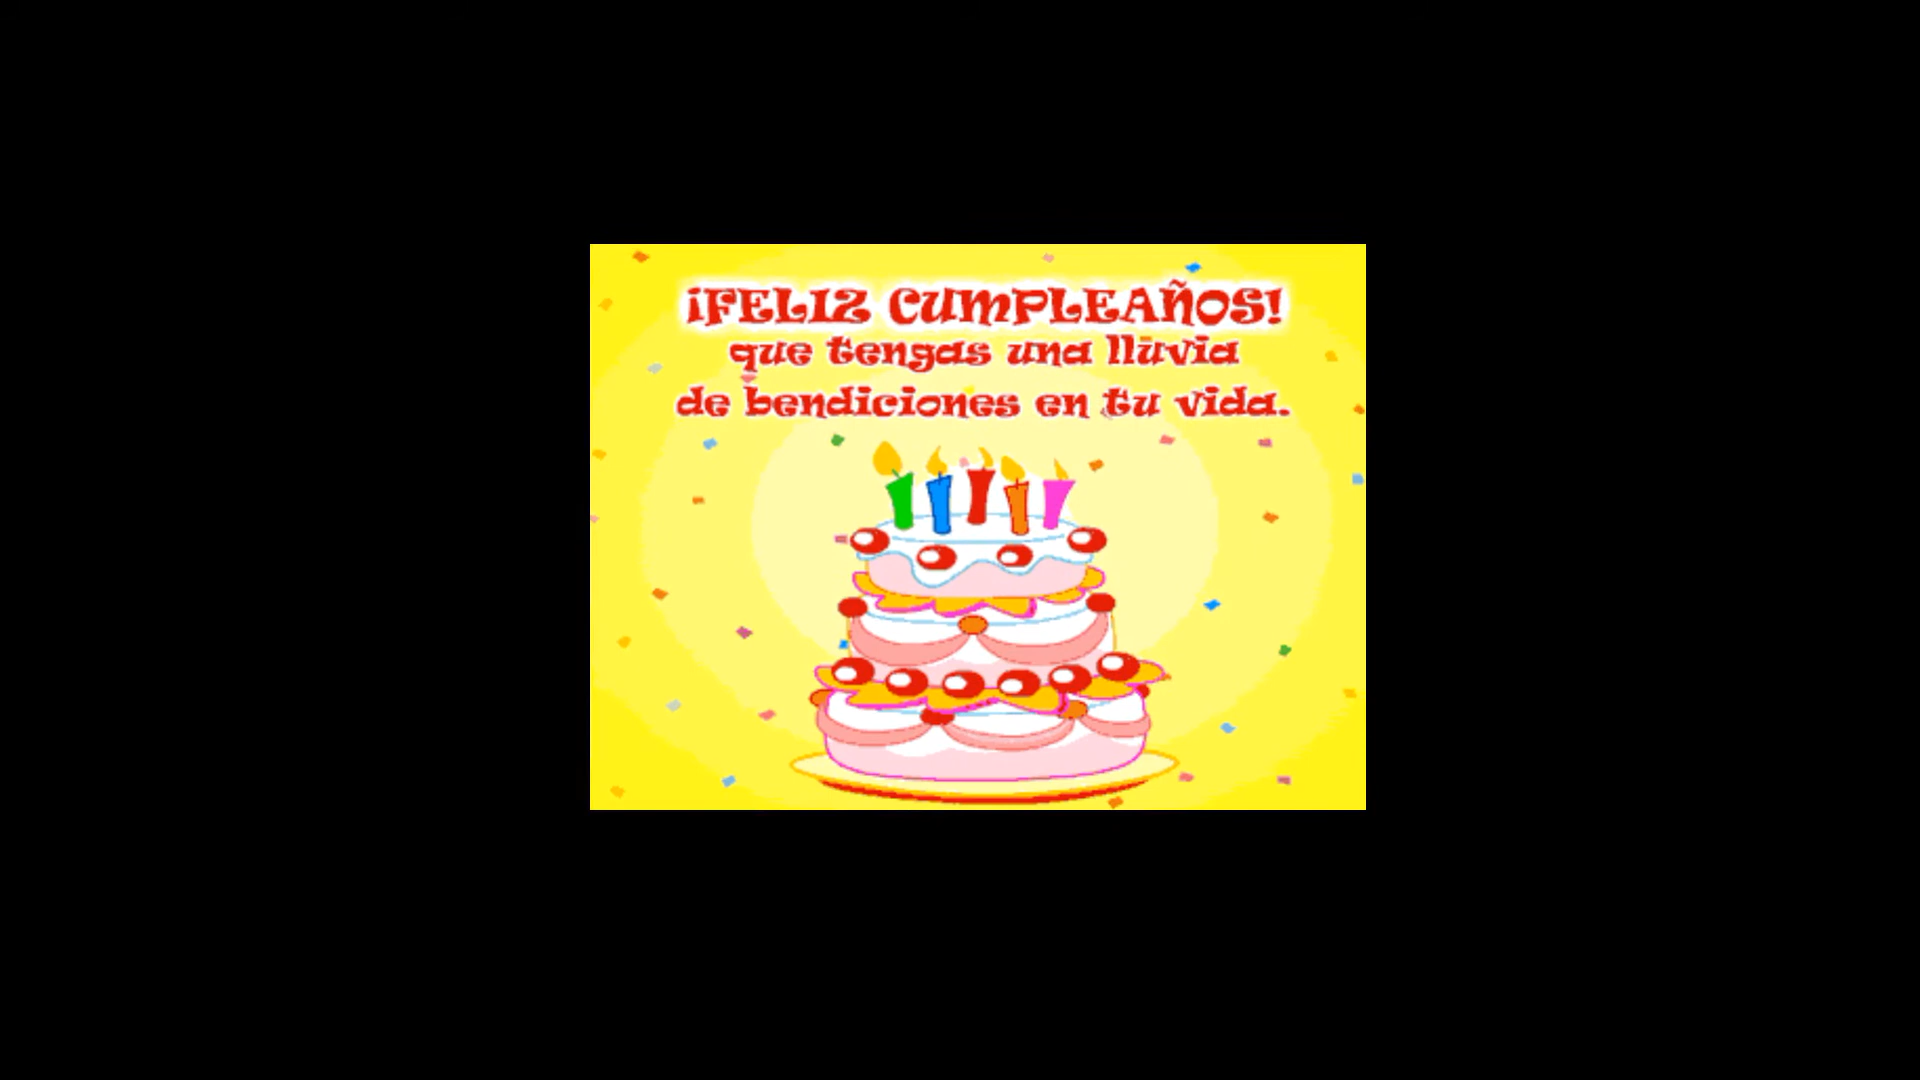 ¡FELIZ CUMPLEAÑOS!
que tengas una lluvia
de bendiciones en tu vida.